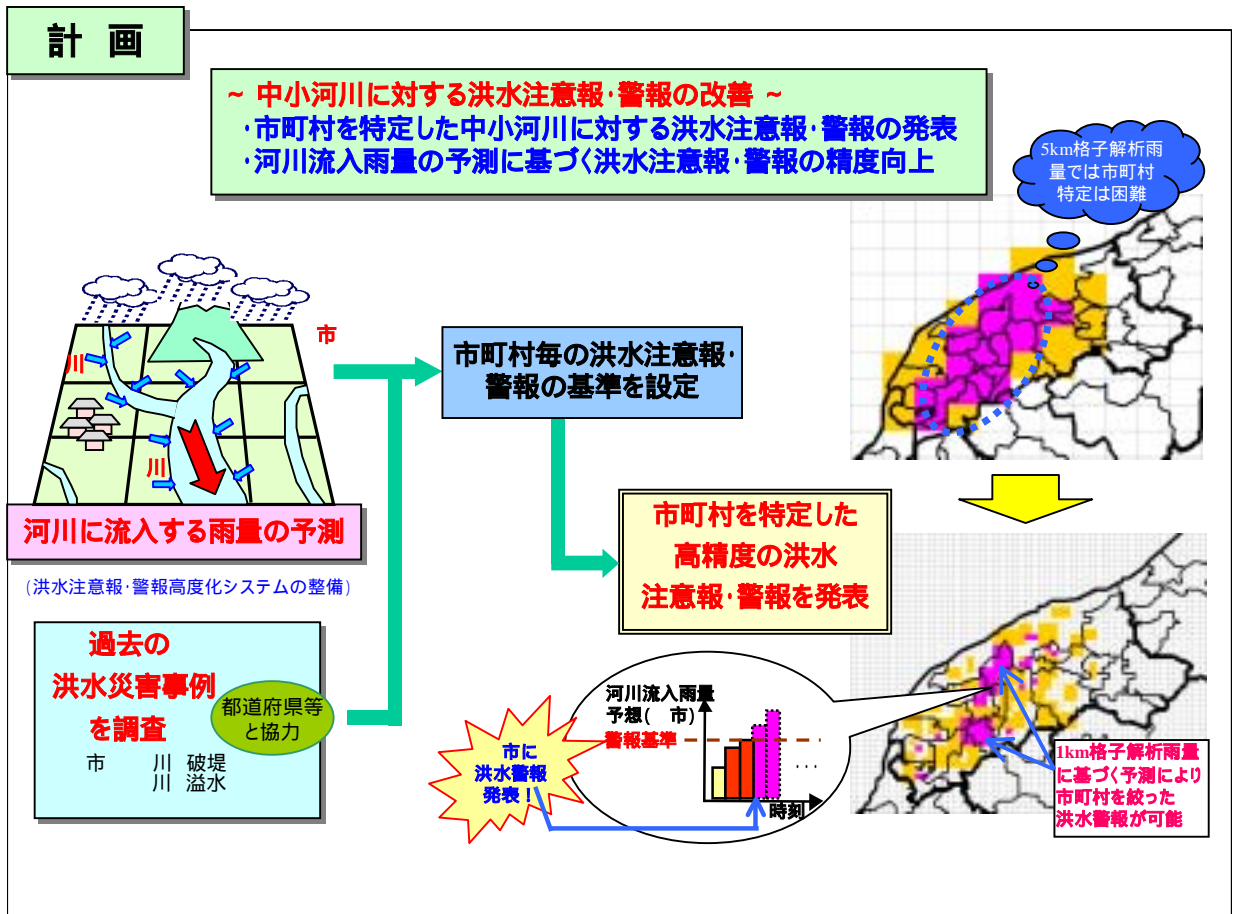 計 画
~ 中小河川に対する洪水注意報・警報の改善 ~
・市町村を特定した中小河川に対する洪水注意報・警報の発表
・河川流入雨量の予測に基づく洪水注意報・警報の精度向上
5km格子解析雨
量では市町村
特定は困難
市
川
川
河川に流入する雨量の予測
(洪水注意報・警報高度化システムの整備)
市町村毎の洪水注意報・
警報の基準を設定
市町村を特定した
高精度の洪水
注意報・警報を発表
過去の
洪水災害事例
を調査
都道府県等
と協力
市 川 破堤
川 溢水
市に
洪水警報
発表!
河川流入雨量
予想( 市)
警報基準
...
時刻
1km格子解析雨量
に基づく予測により
市町村を絞った
洪水警報が可能